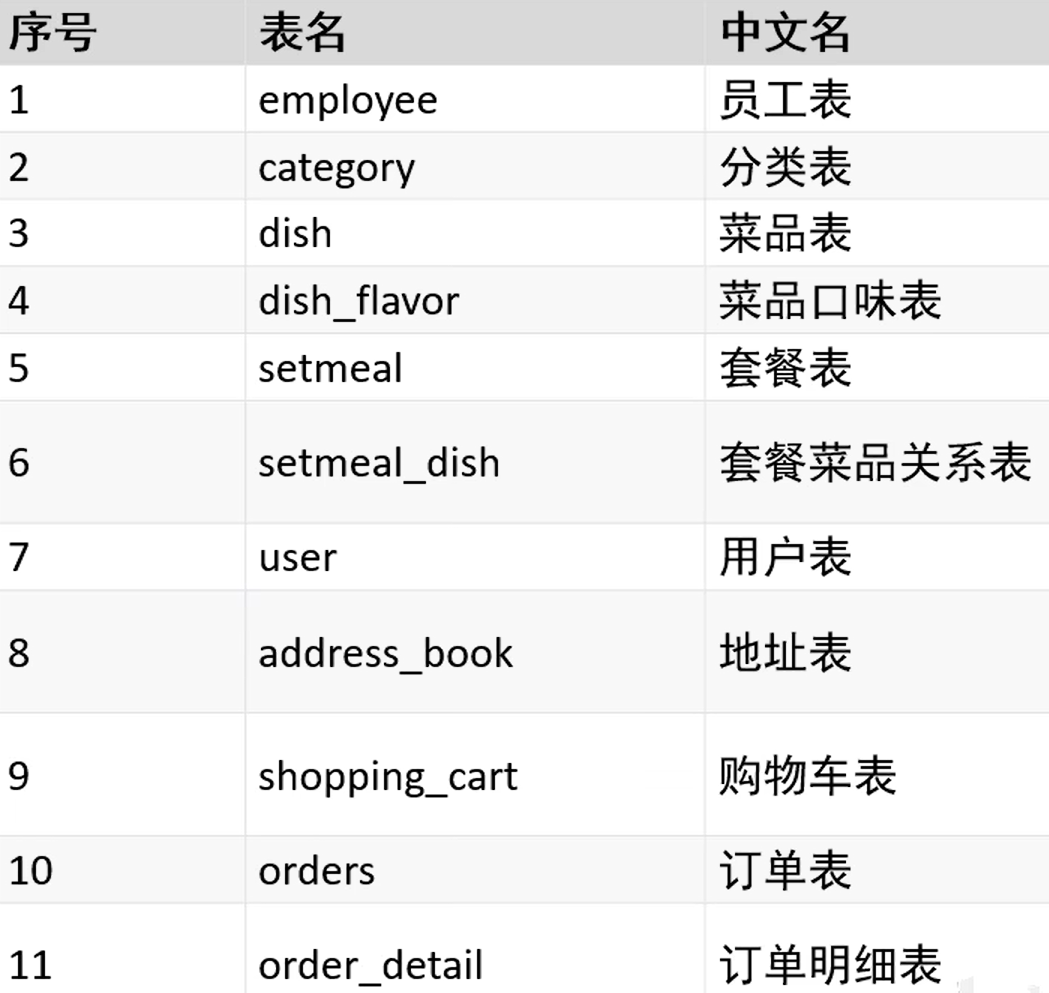 序号 表名 中文名
1 employee 员工表
2 category 分类表
3 dish 菜品表
4 dish_flavor 菜品口味表
5 setmeal 套餐表
6 setmeal_dish 套餐菜品关系表
7 user 用户表
8 address_book 地址表
9 shopping_cart 购物车表
10 orders 订单表
11 order_detail 订单明细表